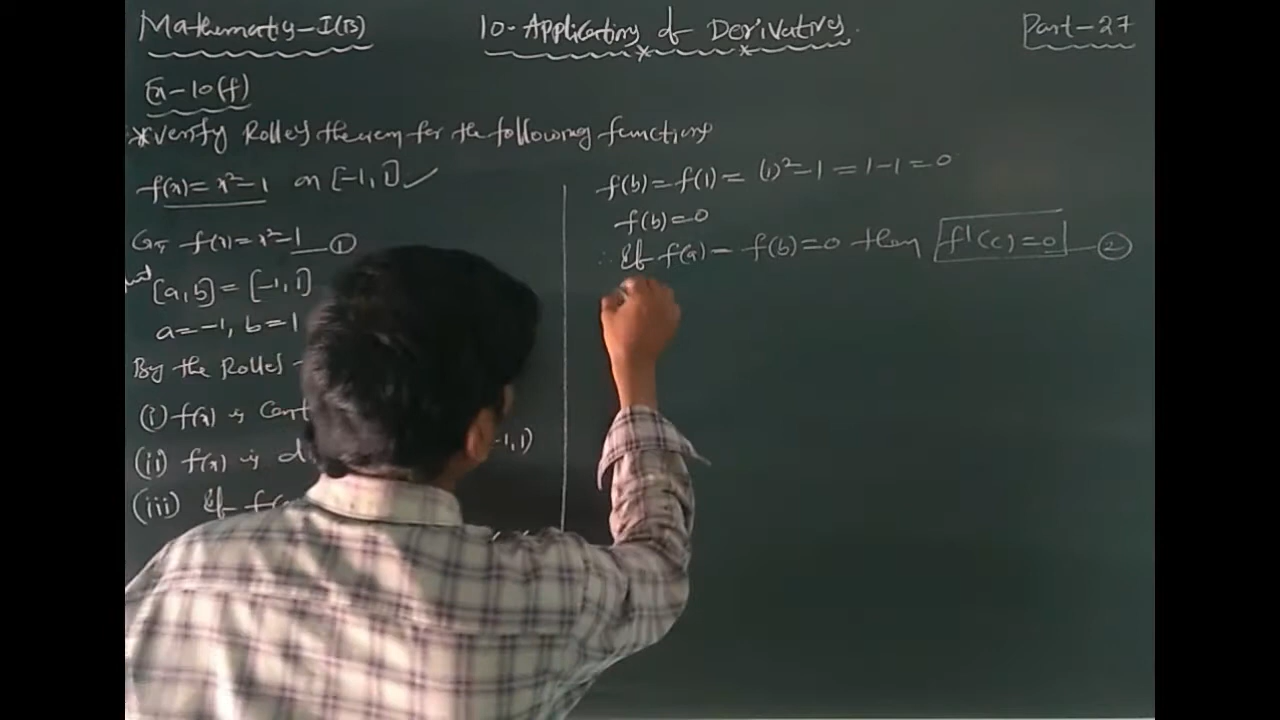 Mathematics-I(B)
10-Applications of Derivatives.
Part-27
Ex-10(f)
*Verify Rolles theorem for the following functions
f(x)=x²-1 on [-1,1]✓
GT f(x)=x²-1 ①
[a,b]=[-1,1]
a=-1, b=1
By the Rolles
(i) f(x) is Cont
(ii) f(x) is di -1,1)
(iii) If f(a
f(b)=f(1)=(1)²-1=1-1=0
f(b)=0
∴ If f(a)=f(b)=0 then f'(c)=0 ②